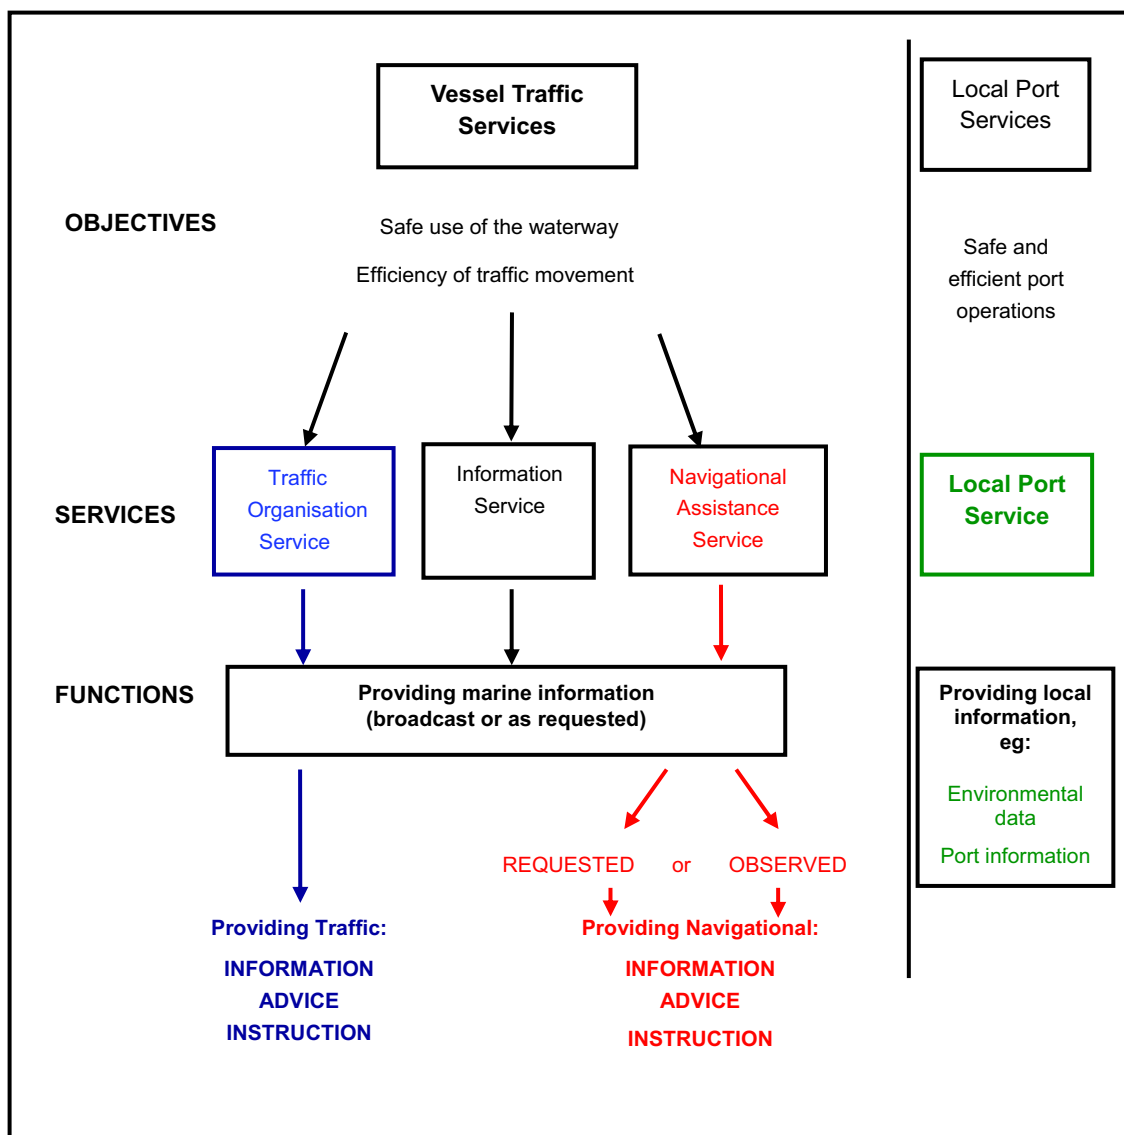 Vessel Traffic
Services
Local Port
Services
OBJECTIVES
Safe use of the waterway
Efficiency of traffic movement
Safe and
efficient port
operations
SERVICES
Traffic
Organisation
Service
Information
Service
Navigational
Assistance
Service
Local Port
Service
FUNCTIONS
Providing marine information
(broadcast or as requested)
Providing local
information,
eg:
Environmental
data
Port information
REQUESTED or OBSERVED
Providing Traffic:
INFORMATION
ADVICE
INSTRUCTION
Providing Navigational:
INFORMATION
ADVICE
INSTRUCTION